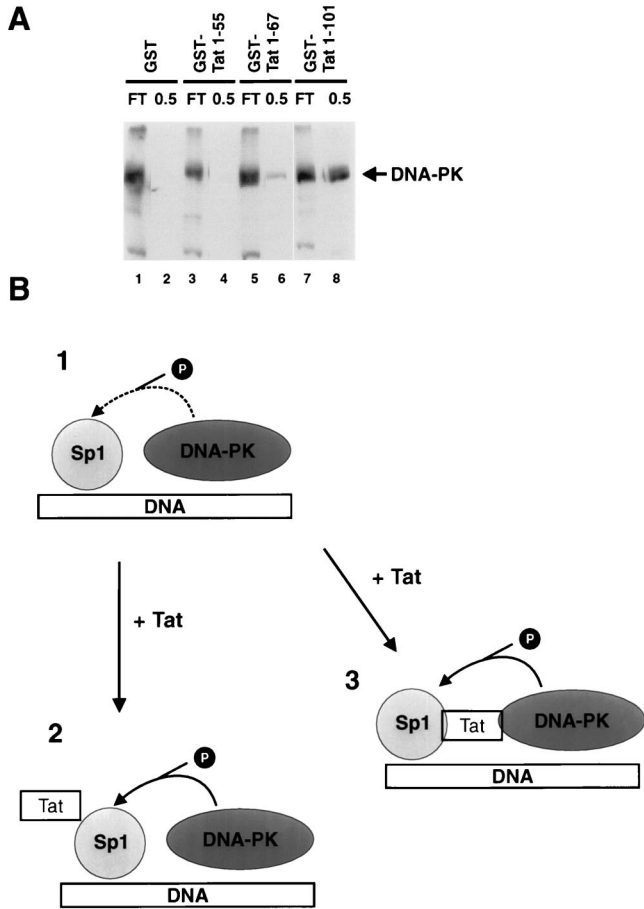 A
GST
GST-
Tat 1-55
GST-
Tat 1-67
GST-
Tat 1-101
FT 0.5 FT 0.5 FT 0.5 FT 0.5
DNA-PK
1 2 3 4 5 6 7 8
B
1
P
Sp1
DNA-PK
DNA
+ Tat
+ Tat
2
P
Tat
Sp1
DNA-PK
DNA
3
P
Sp1
Tat
DNA-PK
DNA